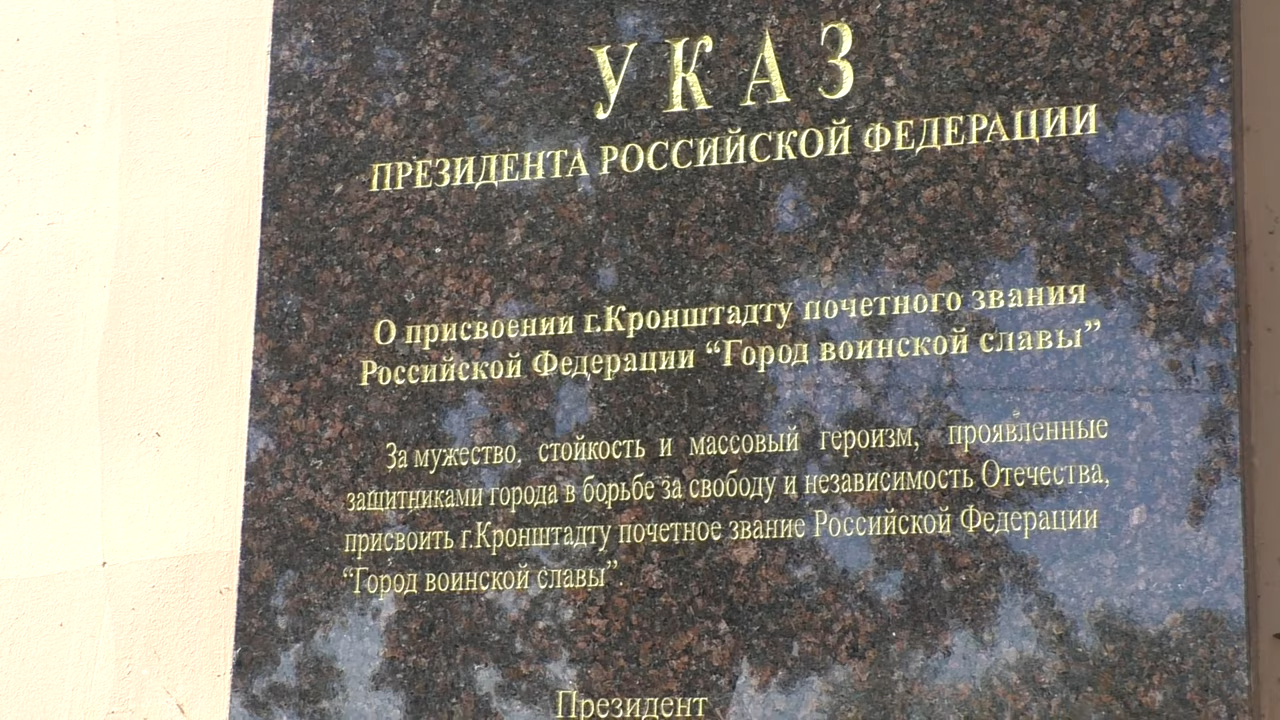 УКАЗ
ПРЕЗИДЕНТА РОССИЙСКОЙ ФЕДЕРАЦИИ
О присвоении г.Кронштадту почетного звания
Российской Федерации “Город воинской славы”
За мужество, стойкость и массовый героизм, проявленные
защитниками города в борьбе за свободу и независимость Отечества,
присвоить г.Кронштадту почетное звание Российской Федерации
“Город воинской славы”.
Президент